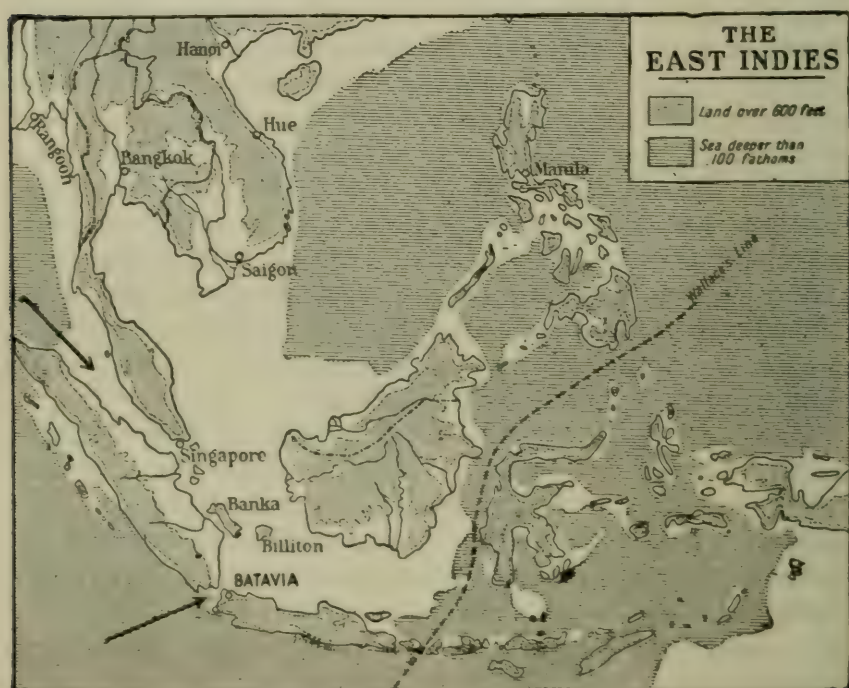 THE
EAST INDIES
Land over 600 feet
Sea deeper than
100 fathoms
Hanoi
Rangoon
Hue
Bangkok
Manila
Saigon
Wallace's Line
Singapore
Banka
Billiton
BATAVIA